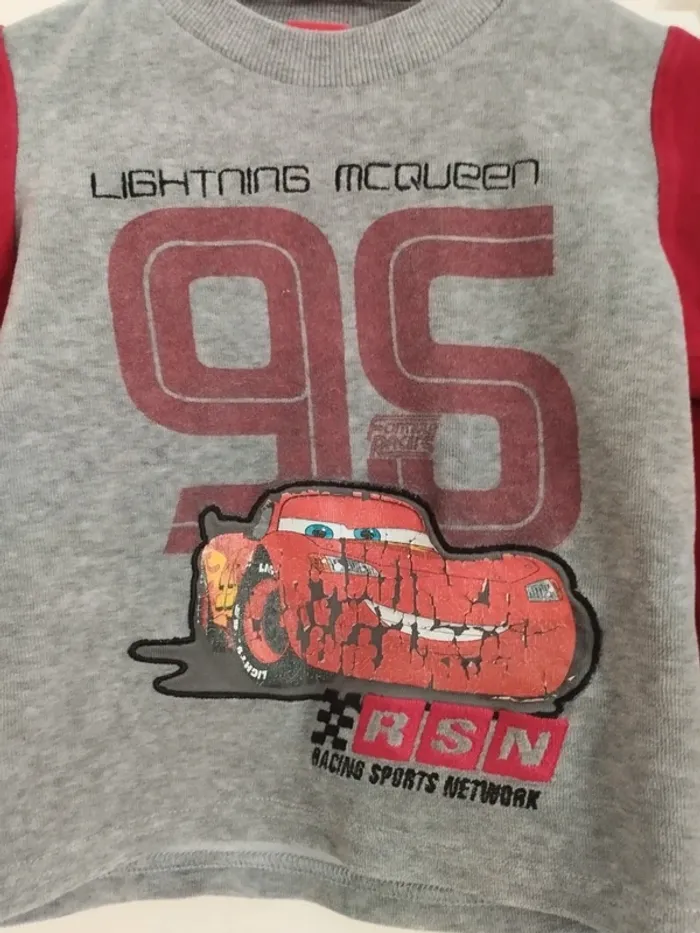 LIGHTNING MCQUEEN
95
RSN
RACING SPORTS NETWORK